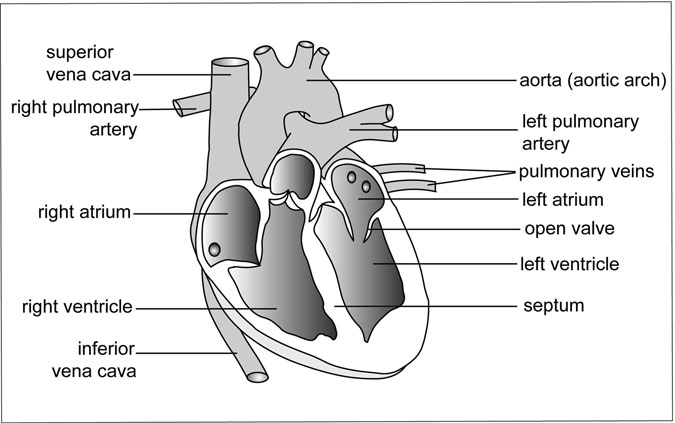 superior
vena cava
right pulmonary
artery
right atrium
right ventricle
inferior
vena cava
aorta (aortic arch)
left pulmonary
artery
pulmonary veins
left atrium
open valve
left ventricle
septum